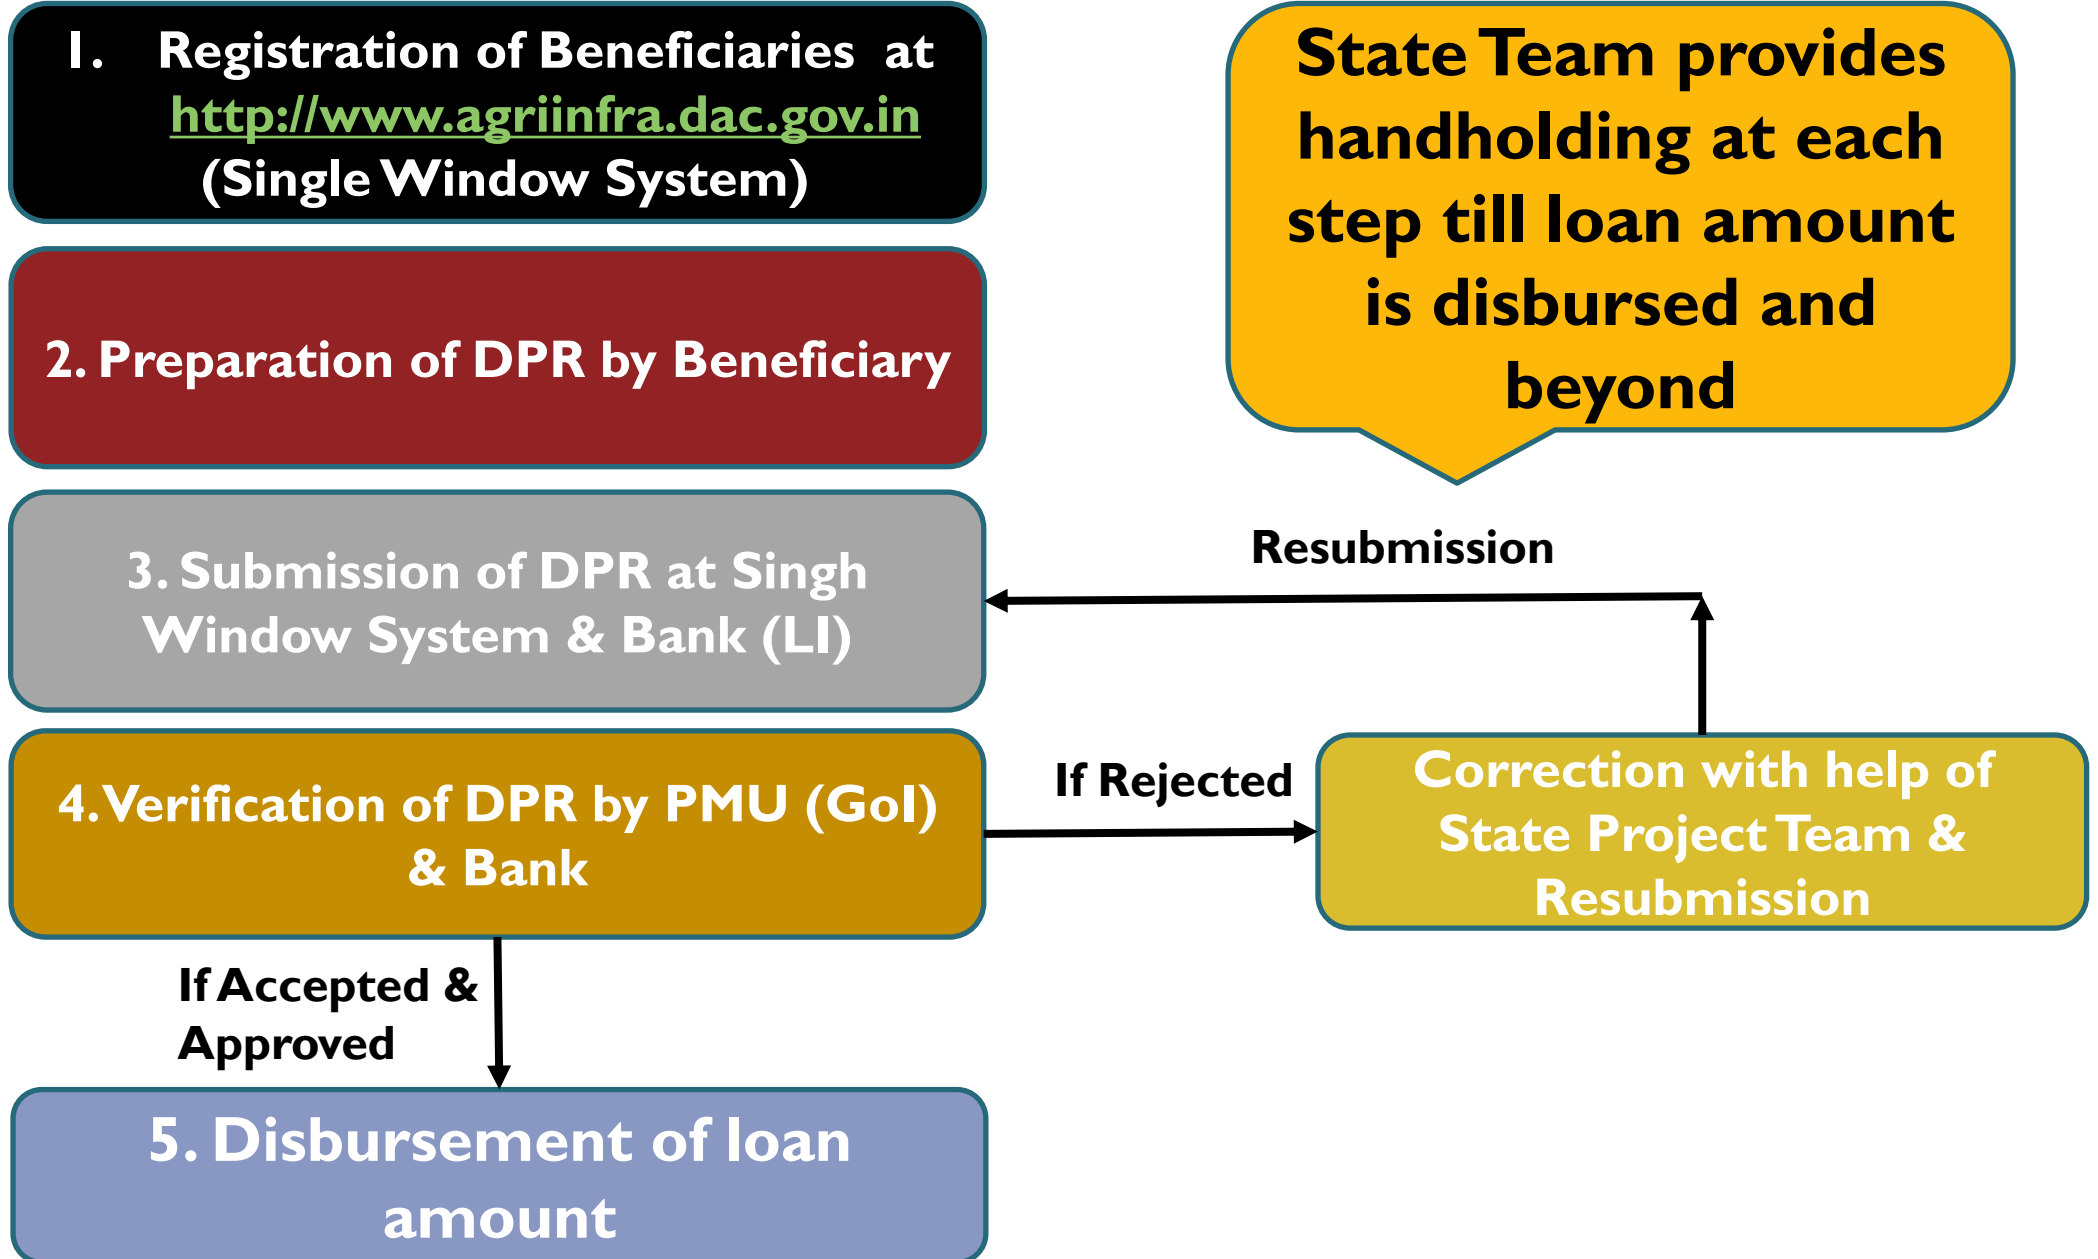 1. Registration of Beneficiaries at
http://www.agriinfra.dac.gov.in
(Single Window System)
State Team provides
handholding at each
step till loan amount
is disbursed and
beyond
2. Preparation of DPR by Beneficiary
3. Submission of DPR at Singh
Window System & Bank (LI)
Resubmission
4. Verification of DPR by PMU (GoI)
& Bank
If Rejected
Correction with help of
State Project Team &
Resubmission
If Accepted &
Approved
5. Disbursement of loan
amount